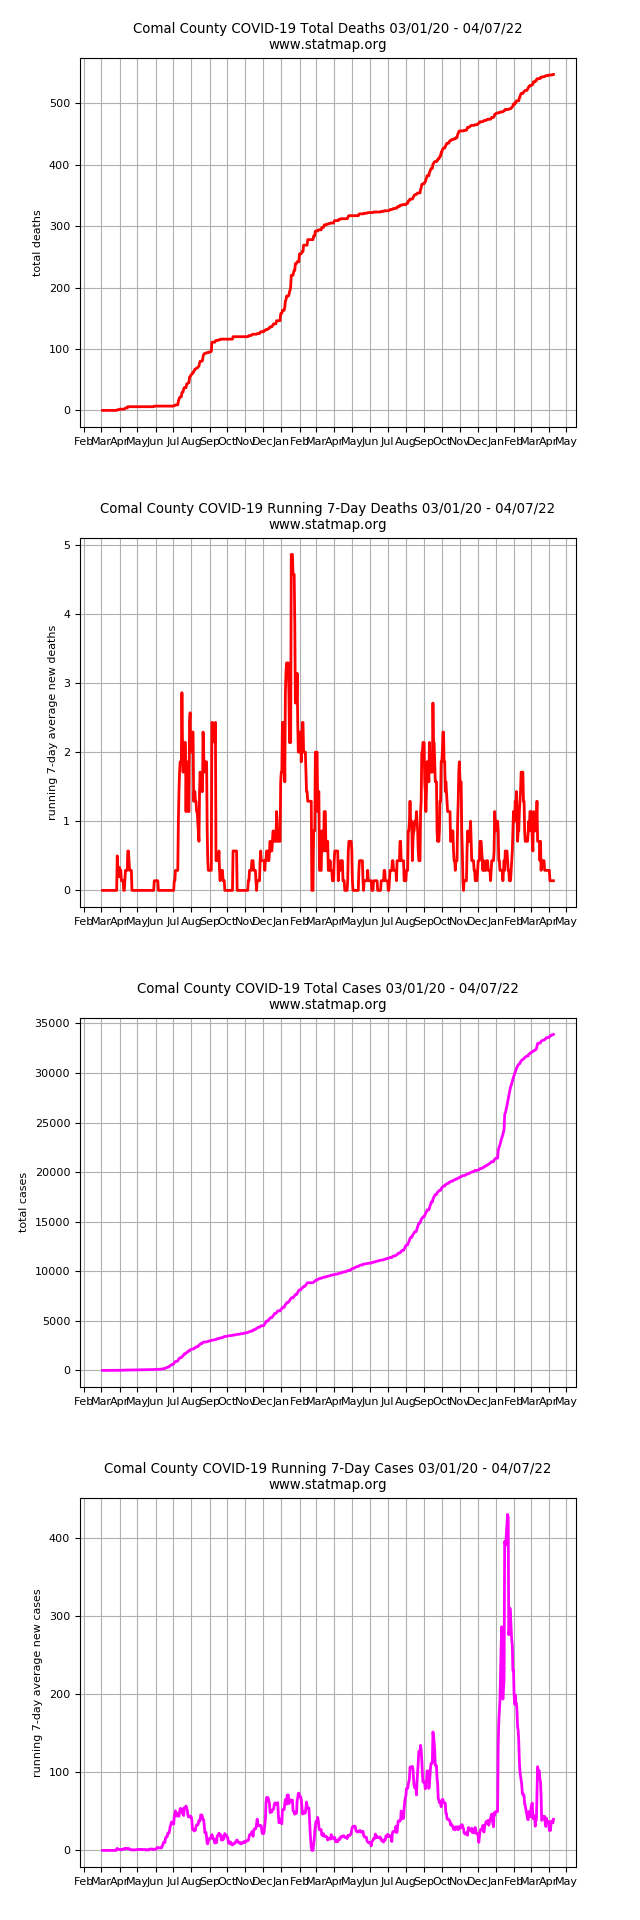 Comal County COVID-19 Total Deaths 03/01/20 - 04/07/22
www.statmap.org
500
400
300
200
100
0
total deaths
Feb Mar Apr May Jun Jul Aug Sep Oct Nov Dec Jan Feb Mar Apr May Jun Jul Aug Sep Oct Nov Dec Jan Feb Mar Apr May
Comal County COVID-19 Running 7-Day Deaths 03/01/20 - 04/07/22
www.statmap.org
5
4
3
2
1
0
running 7-day average new deaths
Feb Mar Apr May Jun Jul Aug Sep Oct Nov Dec Jan Feb Mar Apr May Jun Jul Aug Sep Oct Nov Dec Jan Feb Mar Apr May
Comal County COVID-19 Total Cases 03/01/20 - 04/07/22
www.statmap.org
35000
30000
25000
20000
15000
10000
5000
0
total cases
Feb Mar Apr May Jun Jul Aug Sep Oct Nov Dec Jan Feb Mar Apr May Jun Jul Aug Sep Oct Nov Dec Jan Feb Mar Apr May
Comal County COVID-19 Running 7-Day Cases 03/01/20 - 04/07/22
www.statmap.org
400
300
200
100
0
running 7-day average new cases
Feb Mar Apr May Jun Jul Aug Sep Oct Nov Dec Jan Feb Mar Apr May Jun Jul Aug Sep Oct Nov Dec Jan Feb Mar Apr May